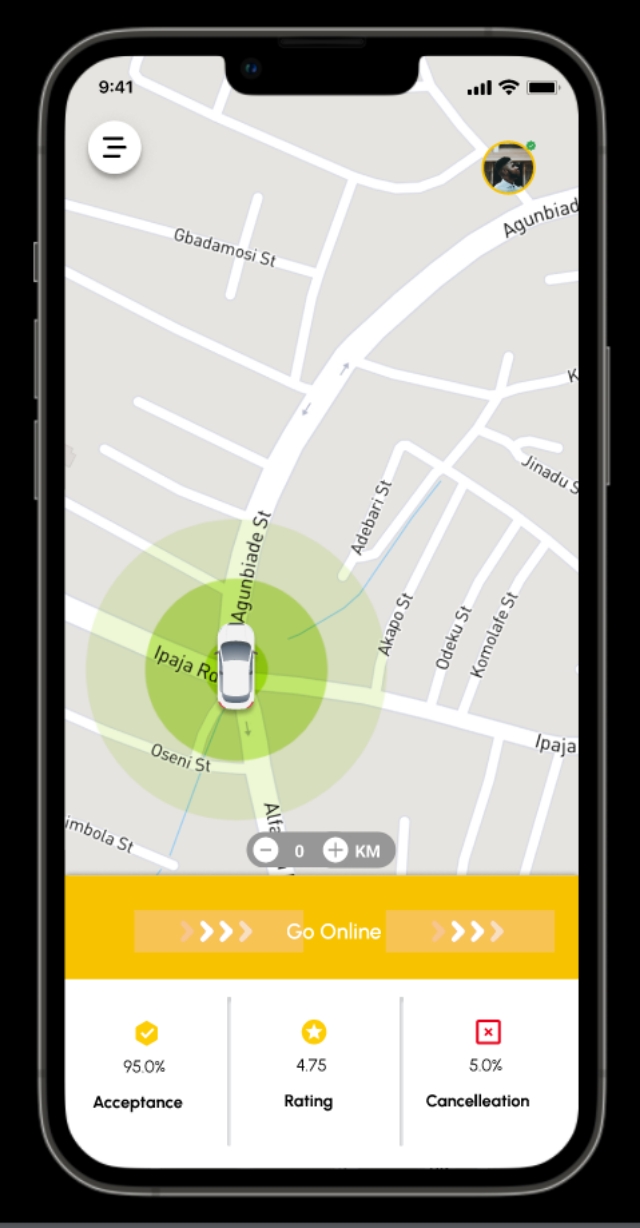 9:41
Gbadamosi St
Agunbiad
K
Jinadu S
Adebari St
Agunbiade St
Akapo St
Odeku St
Komolafe St
Ipaja Rd
Ipaja
Oseni St
Alfa
imbola St
0 KM
Go Online
95.0%
4.75
5.0%
Acceptance
Rating
Cancelleation